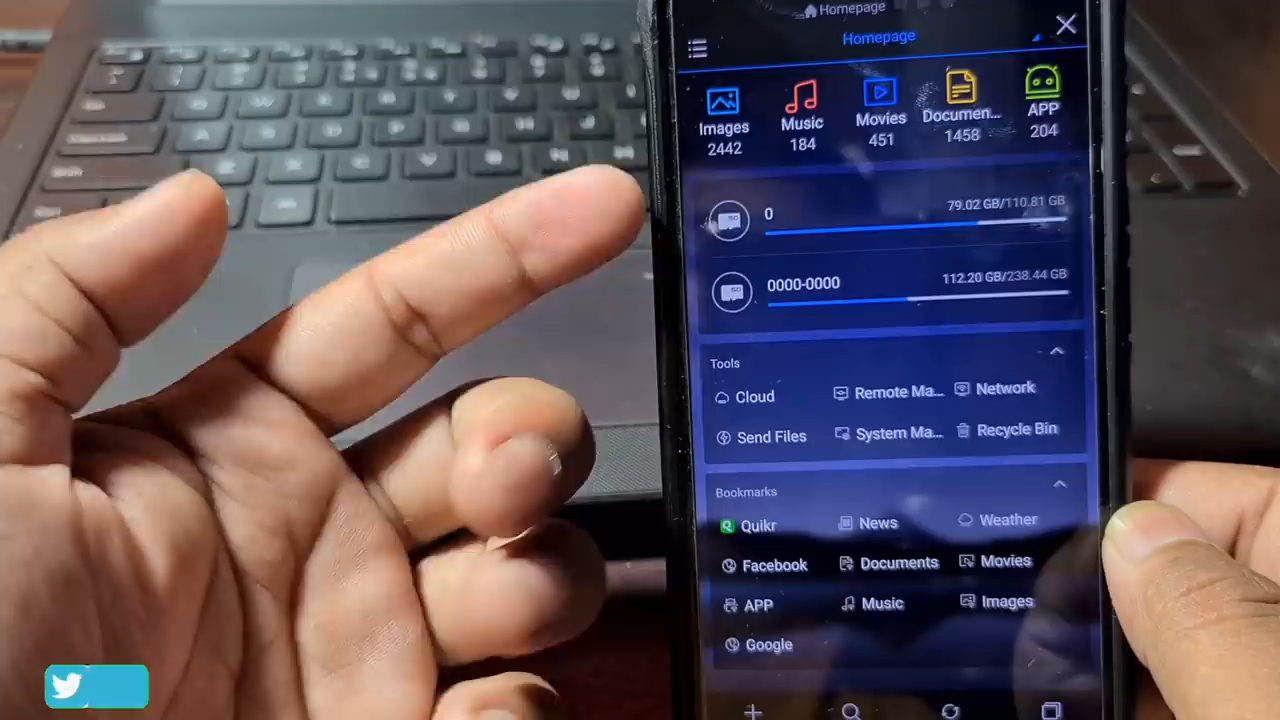 Homepage
Homepage
Images Music Movies Documen... APP
2442 184 451 1458 204
0 79.02 GB/110.81 GB
0000-0000 112.20 GB/238.44 GB
Tools
Cloud Remote Ma... Network
Send Files System Ma... Recycle Bin
Bookmarks
Quikr News Weather
Facebook Documents Movies
APP Music Images
Google